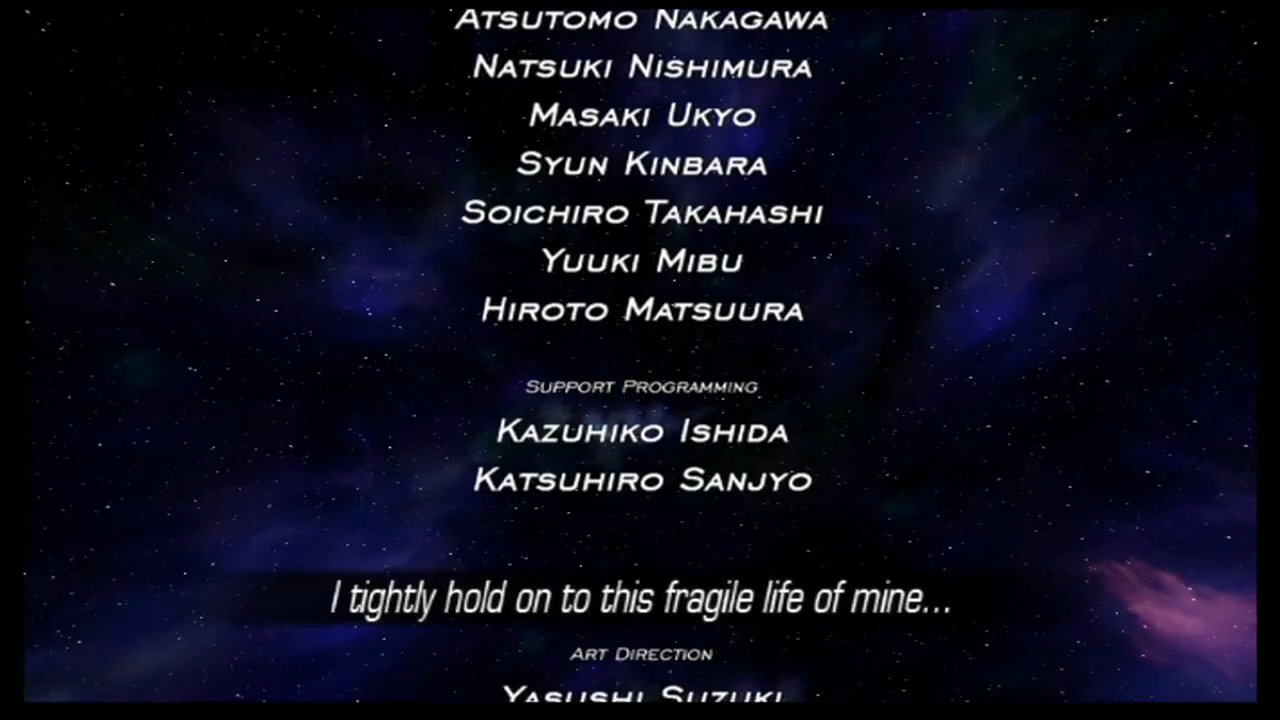 ATSUTOMO NAKAGAWA
NATSUKI NISHIMURA
MASAKI UKYO
SYUN KINBARA
SOICHIRO TAKAHASHI
YUUKI MIBU
HIROTO MATSUURA
SUPPORT PROGRAMMING
KAZUHIKO ISHIDA
KATSUHIRO SANJYO
I tightly hold on to this fragile life of mine...
ART DIRECTION
YASUSHI SUZUKI